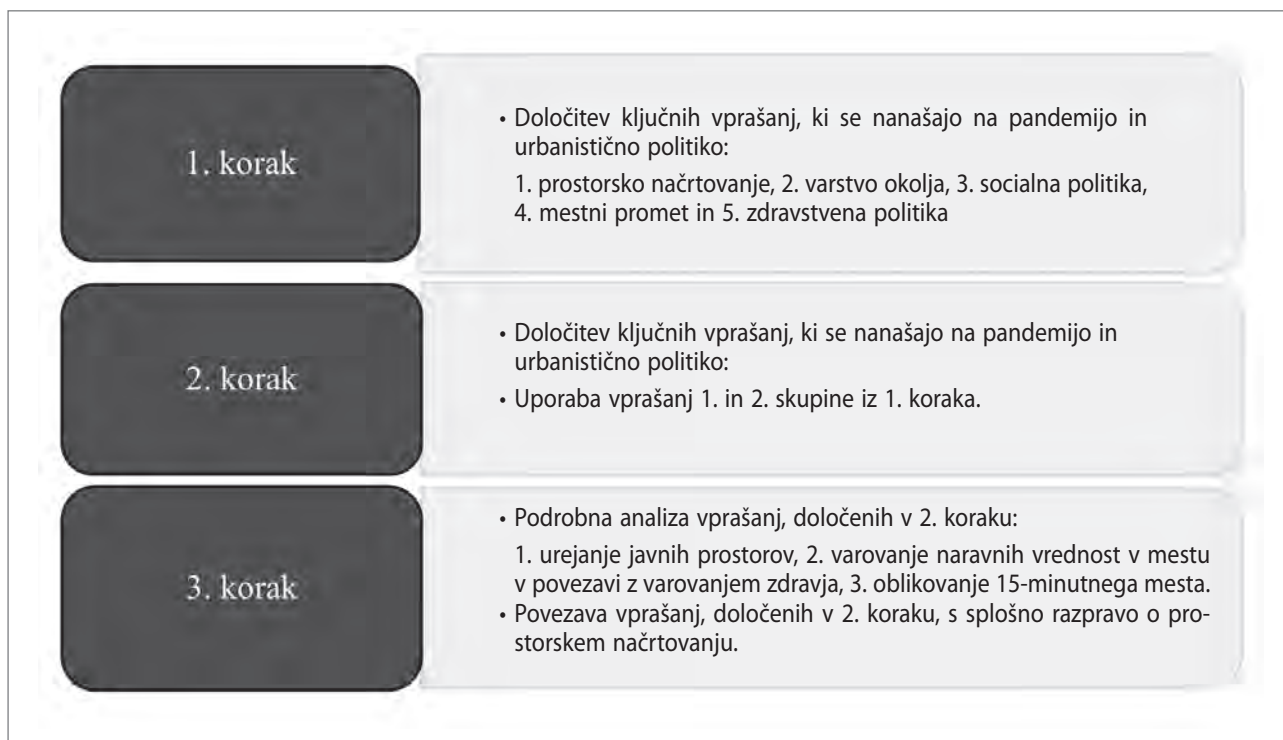 1. korak
• Določitev ključnih vprašanj, ki se nanašajo na pandemijo in
urbanistično politiko:
1. prostorsko načrtovanje, 2. varstvo okolja, 3. socialna politika,
4. mestni promet in 5. zdravstvena politika
2. korak
• Določitev ključnih vprašanj, ki se nanašajo na pandemijo in
urbanistično politiko:
• Uporaba vprašanj 1. in 2. skupine iz 1. koraka.
3. korak
• Podrobna analiza vprašanj, določenih v 2. koraku:
1. urejanje javnih prostorov, 2. varovanje naravnih vrednost v mestu
v povezavi z varovanjem zdravja, 3. oblikovanje 15-minutnega mesta.
• Povezava vprašanj, določenih v 2. koraku, s splošno razpravo o pro-
storskem načrtovanju.